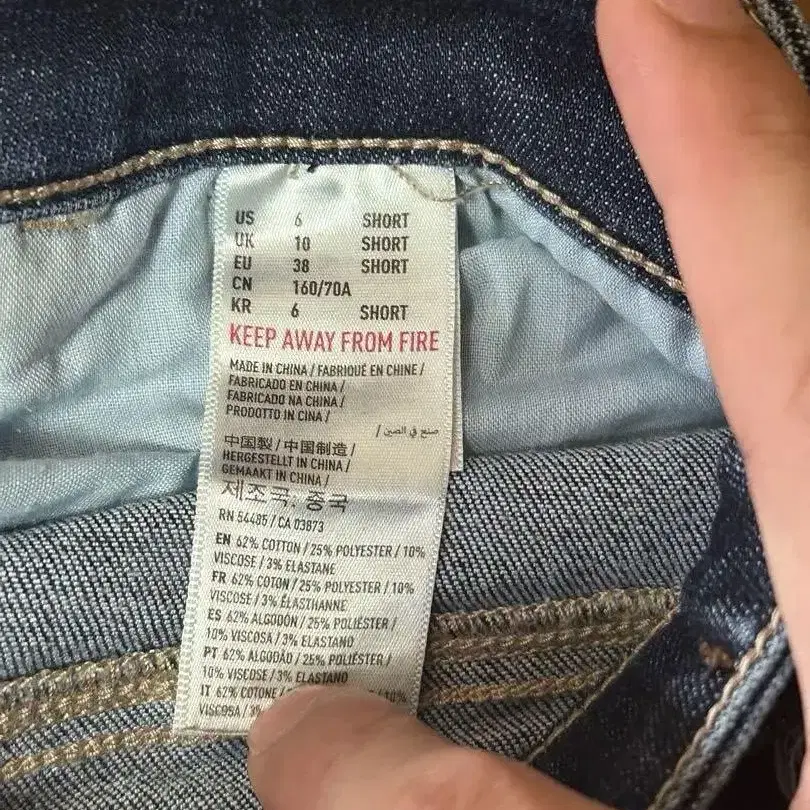 US 6 SHORT
UK 10 SHORT
EU 38 SHORT
CN 160/70A
KR 6 SHORT
KEEP AWAY FROM FIRE
MADE IN CHINA / FABRIQUÉ EN CHINE /
FABRICADO EN CHINA /
FABRICADO NA CHINA /
PRODOTTO IN CINA /
صنع في الصين /
中国製 / 中国制造 /
HERGESTELLT IN CHINA /
GEMAAKT IN CHINA /
제조국: 중국
RN 54485 / CA 03873
EN 62% COTTON / 25% POLYESTER / 10%
VISCOSE / 3% ELASTANE
FR 62% COTON / 25% POLYESTER / 10%
VISCOSE / 3% ÉLASTHANNE
ES 62% ALGODÓN / 25% POLIÉSTER /
10% VISCOSA / 3% ELASTANO
PT 62% ALGODÃO / 25% POLIÉSTER /
10% VISCOSE / 3% ELASTANO
IT 62% COTONE / 10%
VISCOSA /